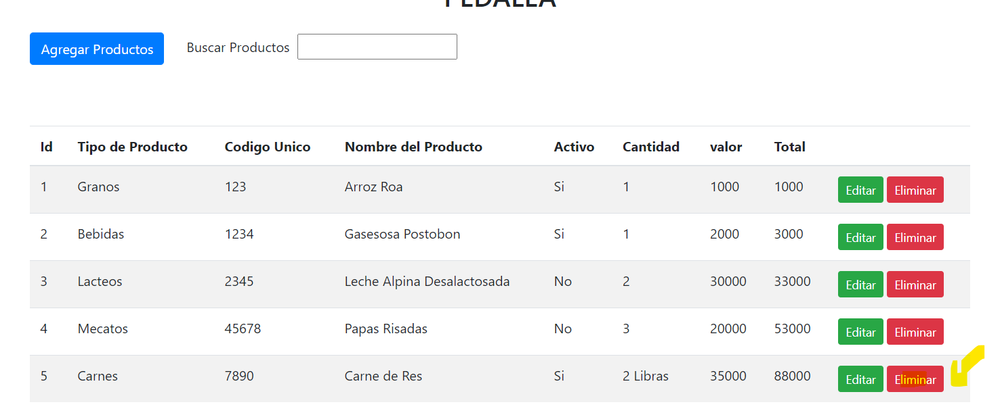 Agregar Productos Buscar Productos
Id Tipo de Producto Codigo Unico Nombre del Producto Activo Cantidad valor Total
1 Granos 123 Arroz Roa Si 1 1000 1000 Editar Eliminar
2 Bebidas 1234 Gasesosa Postobon Si 1 2000 3000 Editar Eliminar
3 Lacteos 2345 Leche Alpina Desalactosada No 2 30000 33000 Editar Eliminar
4 Mecatos 45678 Papas Risadas No 3 20000 53000 Editar Eliminar
5 Carnes 7890 Carne de Res Si 2 Libras 35000 88000 Editar Eliminar